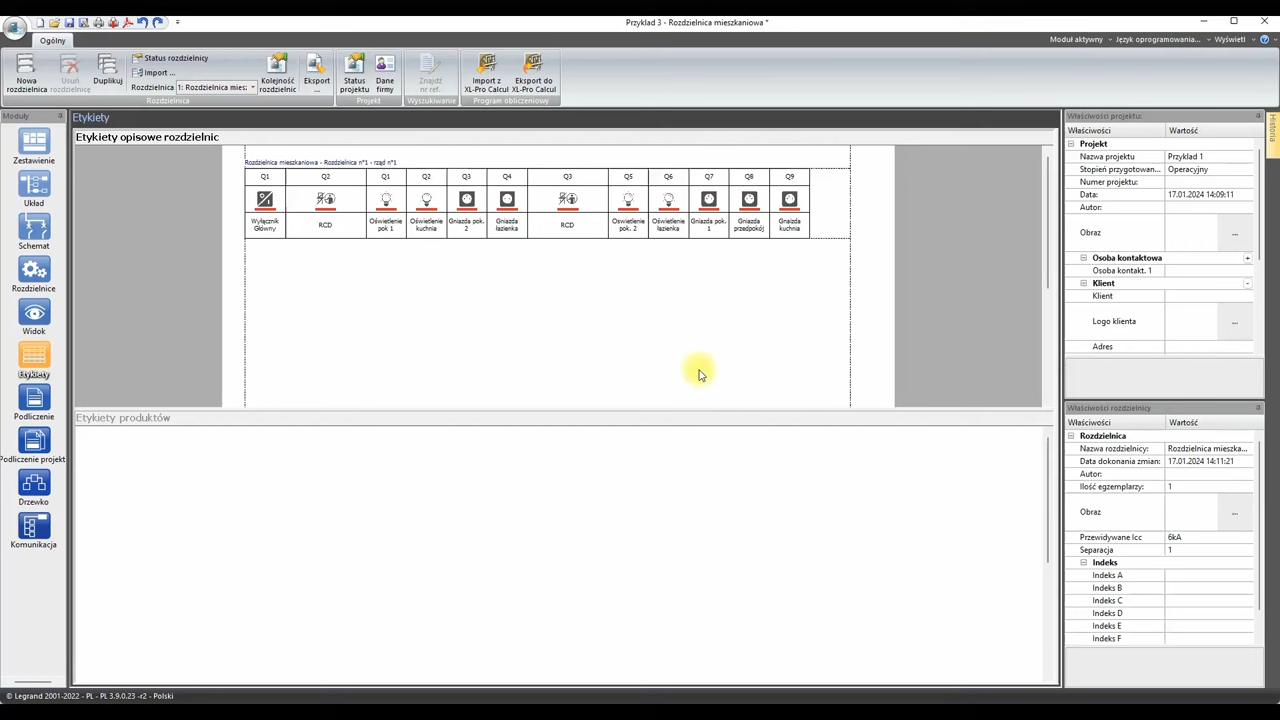 Przykład 3 - Rozdzielnica mieszkaniowa *
Ogólny
Moduł aktywny
Język oprogramowania...
Wyświetl
Nowa rozdzielnica
Usuń rozdzielnicę
Duplikuj
Status rozdzielnicy
Import ...
Rozdzielnica 1: Rozdzielnica miesz
Kolejność rozdzielnic
Eksport ...
Rozdzielnica
Status projektu
Dane firmy
Projekt
Znajdź nr ref.
Wyszukiwanie
Import z XL-Pro Calcul
Eksport do XL-Pro Calcul
Program obliczeniowy
Moduły
Zestawienie
Układ
Schemat
Rozdzielnice
Widok
Etykiety
Podliczenie
Podliczenie projekt
Drzewko
Komunikacja
Etykiety
Etykiety opisowe rozdzielnic
Rozdzielnica mieszkaniowa - Rozdzielnica n°1 - rząd n°1
Q1 Q2 Q1 Q2 Q3 Q4 Q3 Q5 Q6 Q7 Q8 Q9
Wyłącznik Główny
RCD
Oświetlenie pok 1
Oświetlenie kuchnia
Gniazda pok. 2
Gniazda łazienka
RCD
Oswietlenie pok. 2
Oświetlenie łazienka
Gniazda pok. 1
Gniazda przedpokój
Gnaizda kuchnia
Etykiety produktów
Właściwości projektu:
Właściwości Wartość
Projekt
Nazwa projektu Przykład 1
Stopień przygotowan... Operacyjny
Numer projektu:
Data: 17.01.2024 14:09:11
Autor:
Obraz ...
Osoba kontaktowa +
Osoba kontakt. 1
Klient -
Klient
Logo klienta ...
Adres
Właściwości rozdzielnicy
Właściwości Wartość
Rozdzielnica
Nazwa rozdzielnicy: Rozdzielnica mieszka...
Data dokonania zmian: 17.01.2024 14:11:21
Autor:
Ilość egzemplarzy: 1
Obraz ...
Przewidywane Icc 6kA
Separacja 1
Indeks
Indeks A
Indeks B
Indeks C
Indeks D
Indeks E
Indeks F
Historia
© Legrand 2001-2022 - PL - PL 3.9.0.23 -r2 - Polski